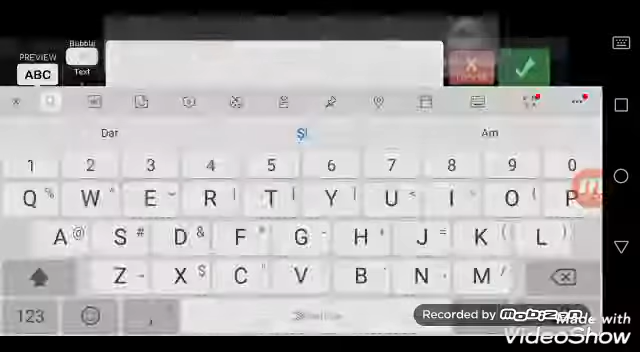 Bubble
PREVIEW
ABC
Text
Dar
ȘI
Am
1 2 3 4 5 6 7 8 9 0
Q % W ^ E ~ R | T [ Y ] U < I > O { P
A @ S # D & F * G - H + J = K ( L )
Z X $ C " V ' B : N ; M /
123 ,
Recorded by mobizen
Made with
VideoShow